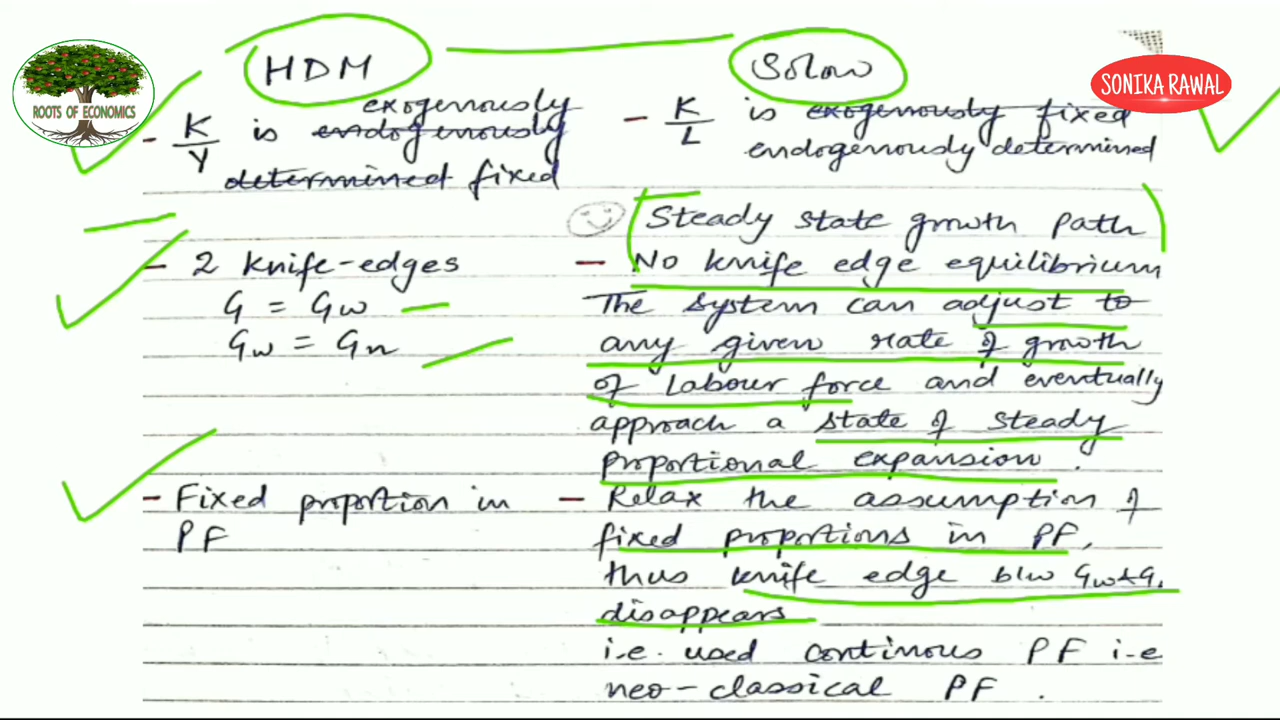 HDM
Solow
ROOTS OF ECONOMICS
SONIKA RAWAL
- K/Y is endogenously exogenously
determined fixed
- 2 knife-edges
G = Gw
Gw = Gn
- Fixed proportion in
PF
- K/L is exogenously fixed
endogenously determined
Steady state growth path
- No knife edge equilibrium
The system can adjust to
any given rate of growth
of labour force and eventually
approach a state of steady
proportional expansion.
- Relax the assumption of
fixed proportions in PF,
thus knife edge b/w Gw & G.
disappears
i.e. used continous PF i.e
neo-classical PF.